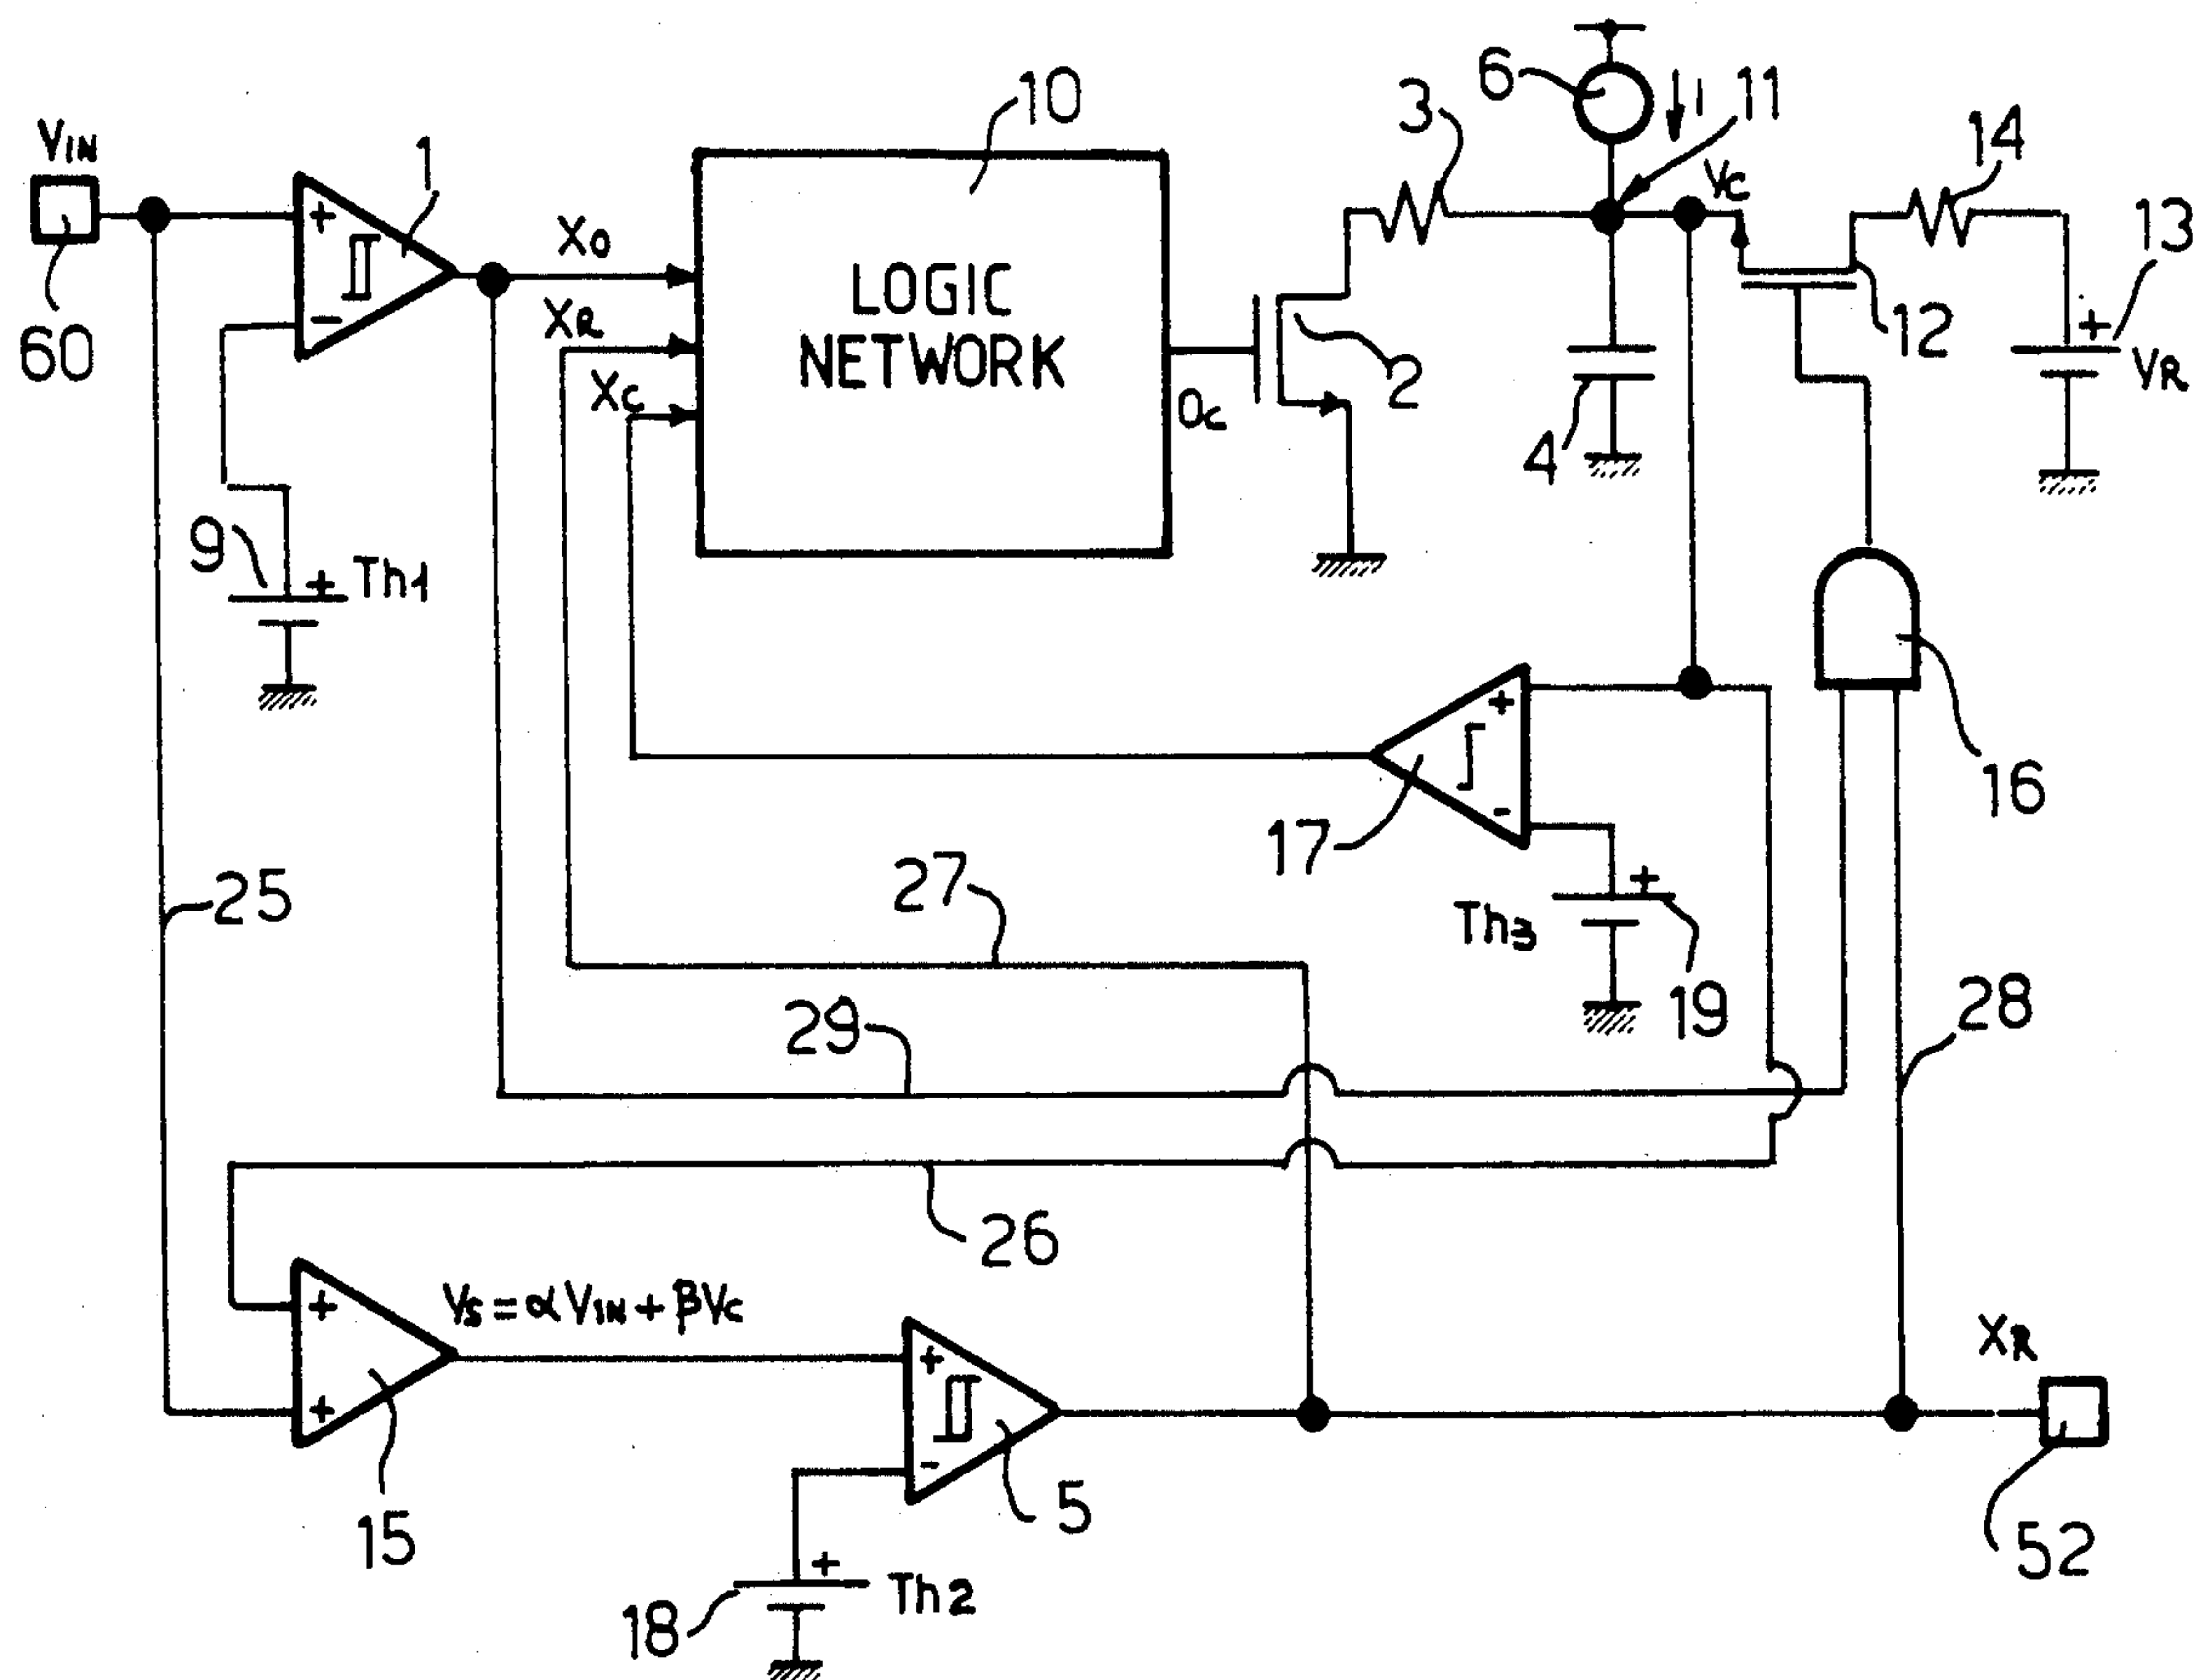 VIN
60
1
+
−
9
+
Th1
XO
XR
XC
10
LOGIC
NETWORK
OC
2
3
4
6
I
11
VC
14
12
13
+
VR
16
+
-
17
Th3
+
19
25
27
29
28
26
+
+
15
VS=αVIN+βVC
+
-
5
18
+
Th2
XR
52